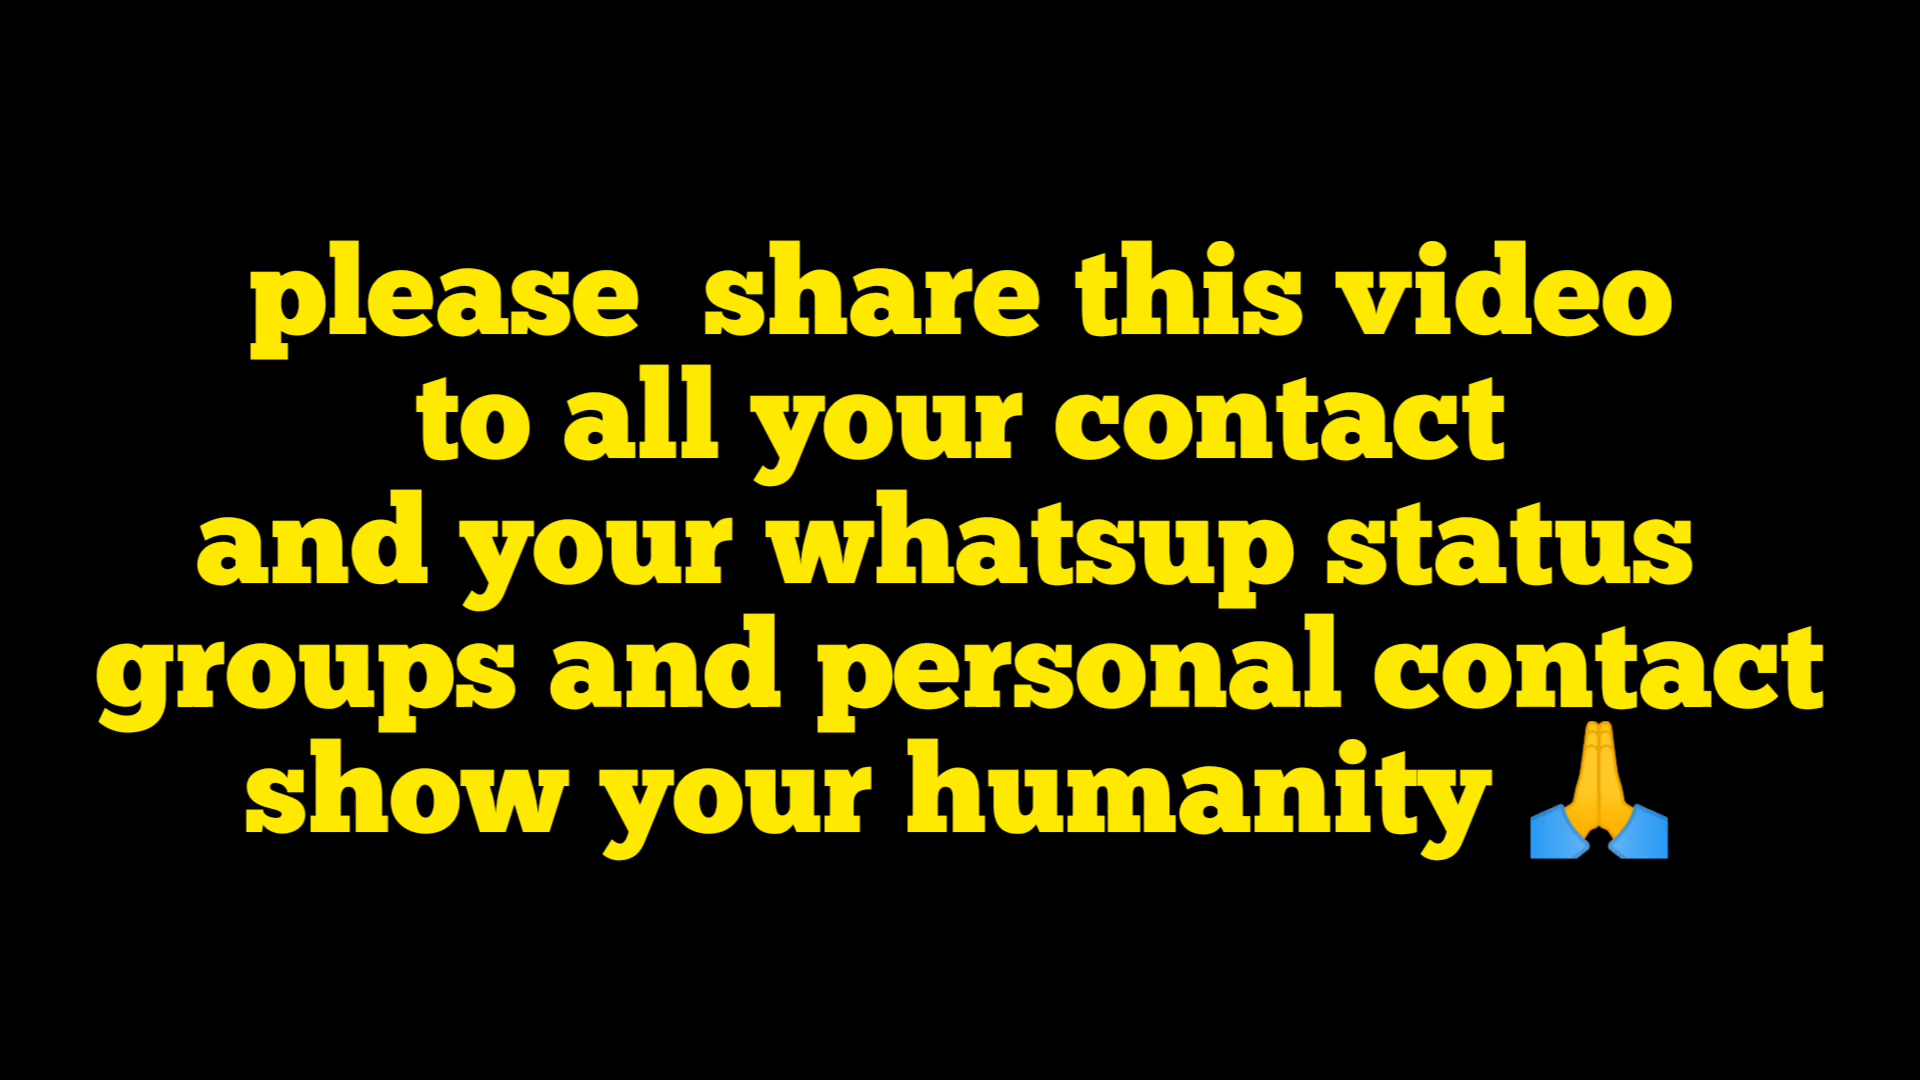 please  share this video
to all your contact
and your whatsup status
groups and personal contact
show your humanity 🙏